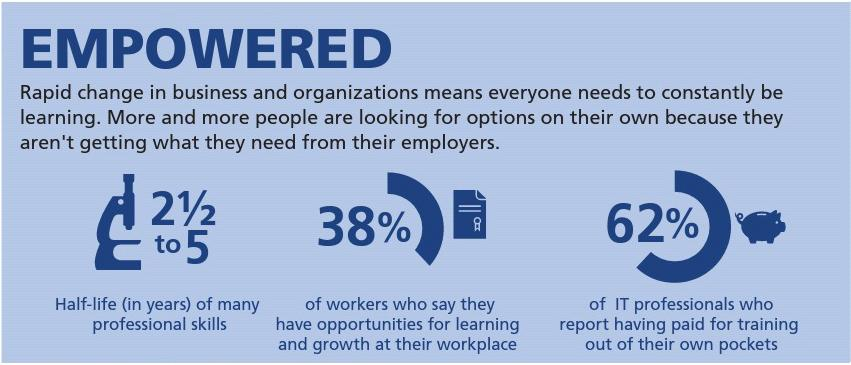 EMPOWERED
Rapid change in business and organizations means everyone needs to constantly be
learning. More and more people are looking for options on their own because they
aren't getting what they need from their employers.
2½
to 5
Half-life (in years) of many
professional skills
38%
of workers who say they
have opportunities for learning
and growth at their workplace
62%
of IT professionals who
report having paid for training
out of their own pockets